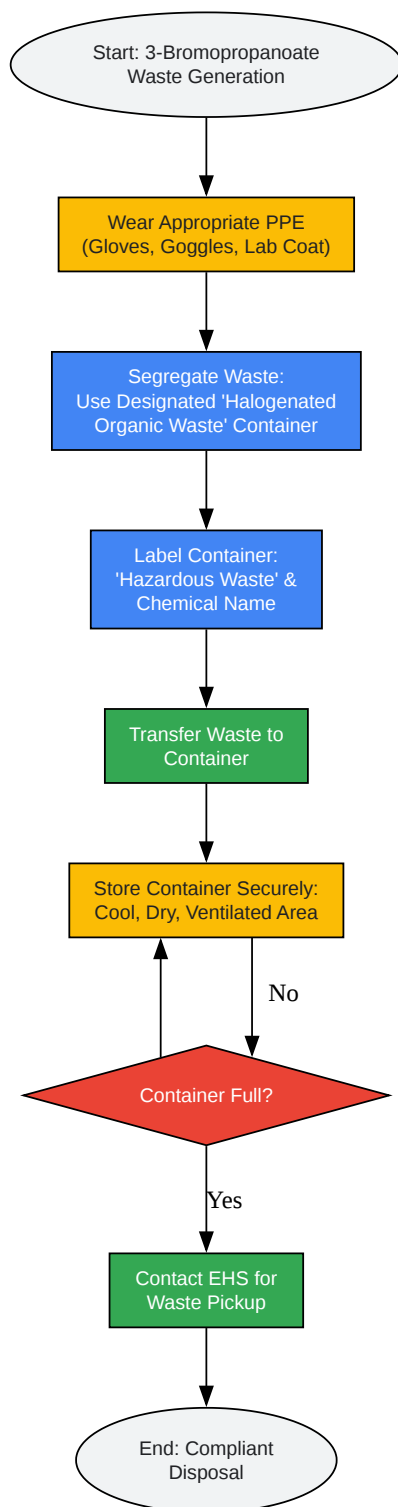 Start: 3-Bromopropanoate
Waste Generation
Wear Appropriate PPE
(Gloves, Goggles, Lab Coat)
Segregate Waste:
Use Designated 'Halogenated
Organic Waste' Container
Label Container:
'Hazardous Waste' &
Chemical Name
Transfer Waste to
Container
Store Container Securely:
Cool, Dry, Ventilated Area
No
Container Full?
Yes
Contact EHS for
Waste Pickup
End: Compliant
Disposal